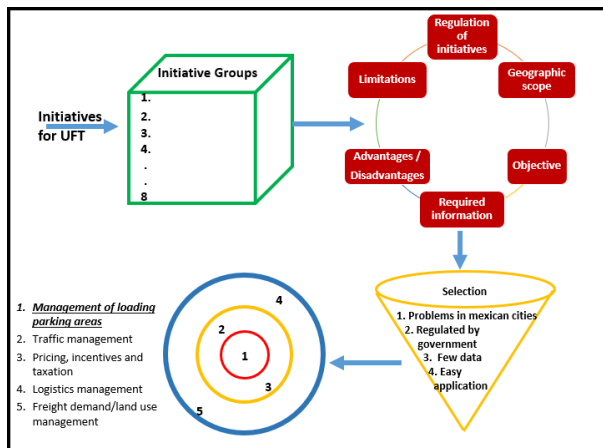 Initiatives
for UFT
Initiative Groups
1.
2.
3.
4.
.
.
8
Regulation
of
initiatives
Geographic
scope
Objective
Required
information
Advantages /
Disadvantages
Limitations
Selection
1. Problems in mexican cities
2. Regulated by
government
3. Few data
4. Easy
application
4
2
1
3
5
1. Management of loading
parking areas
2. Traffic management
3. Pricing, incentives and
taxation
4. Logistics management
5. Freight demand/land use
management